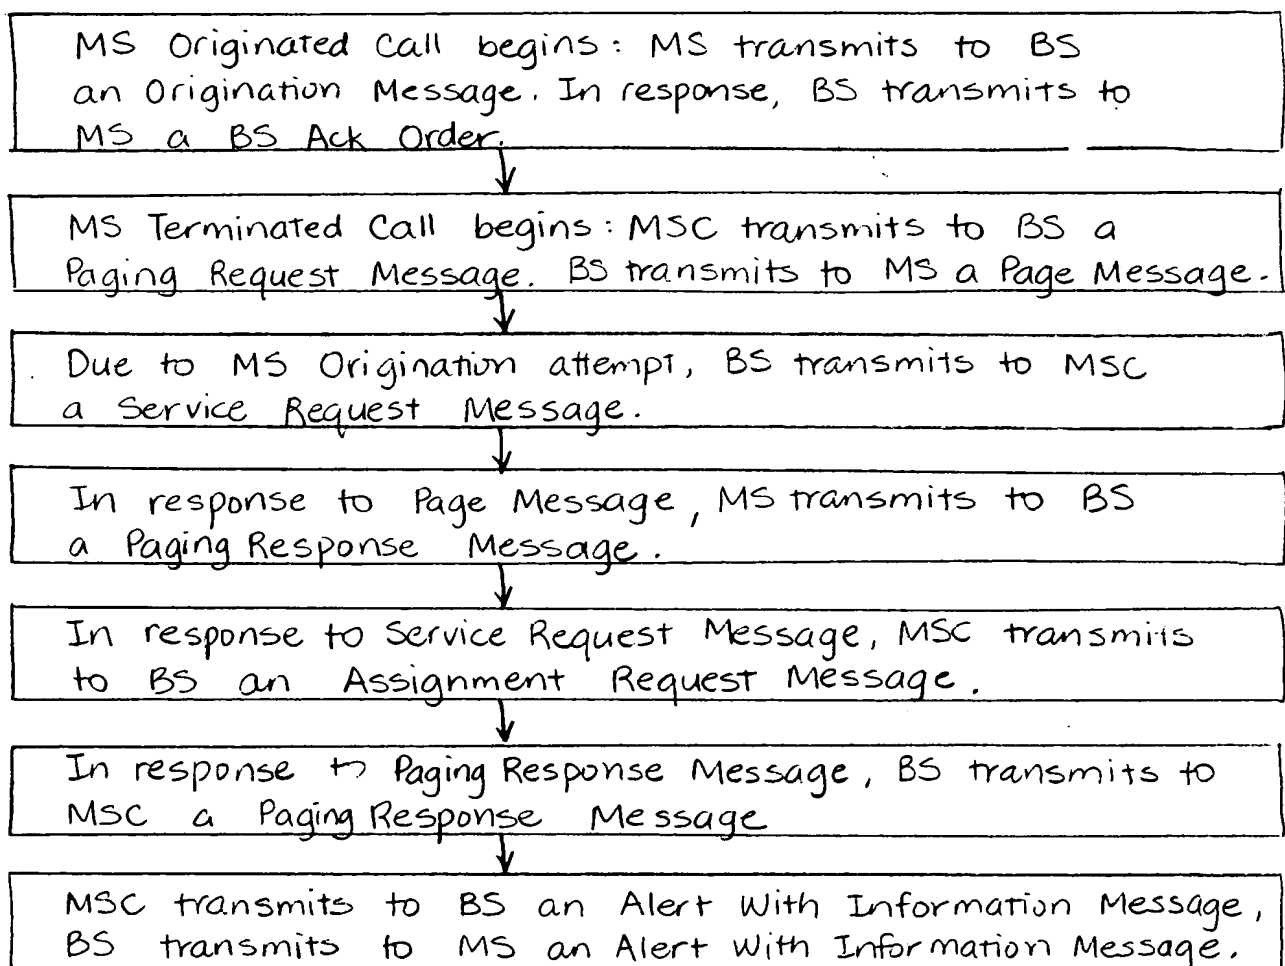 MS Originated Call begins: MS transmits to BS
an Origination Message. In response, BS transmits to
MS a BS Ack Order.
MS Terminated Call begins: MSC transmits to BS a
Paging Request Message. BS transmits to MS a Page Message.
Due to MS Origination attempt, BS transmits to MSC
a Service Request Message.
In response to Page Message, MS transmits to BS
a Paging Response Message.
In response to Service Request Message, MSC transmits
to BS an Assignment Request Message.
In response to Paging Response Message, BS transmits to
MSC a Paging Response Message
MSC transmits to BS an Alert With Information Message,
BS transmits to MS an Alert With Information Message.